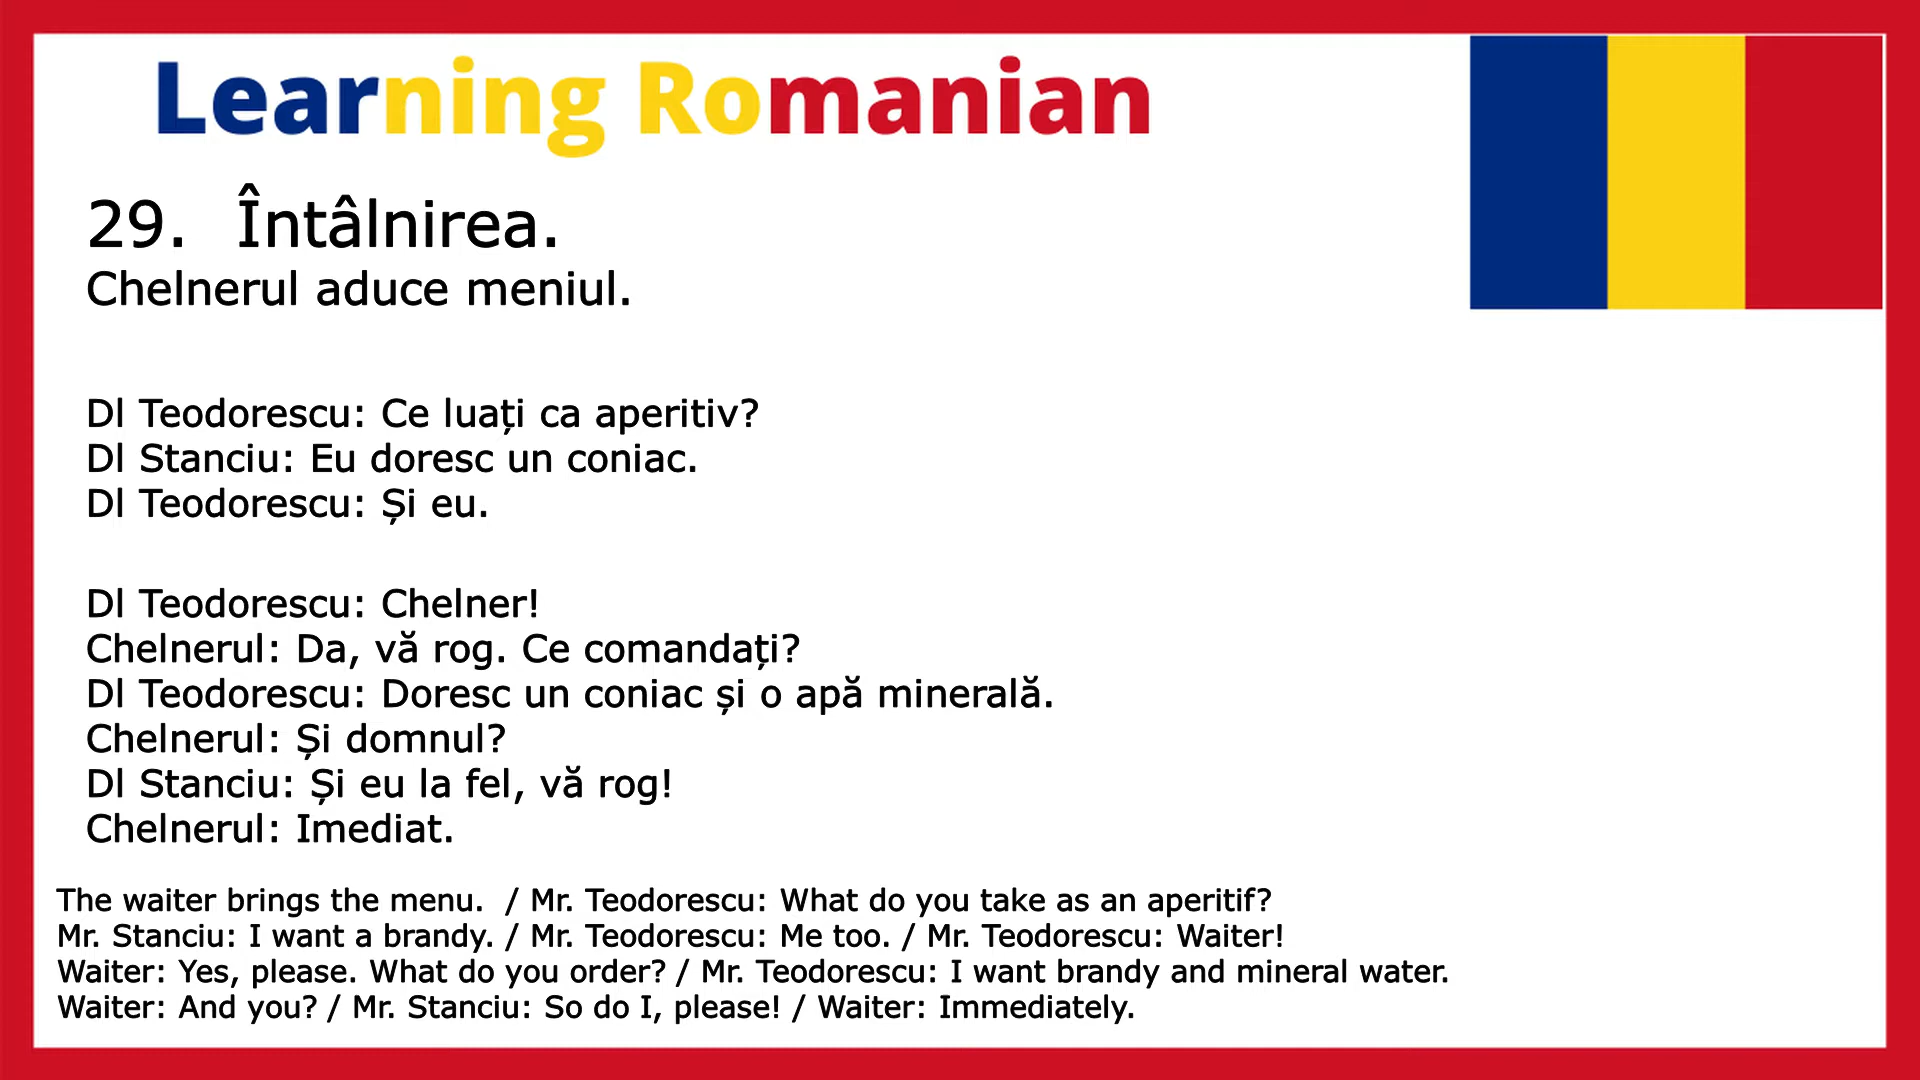 Learning Romanian
29. Întâlnirea.
Chelnerul aduce meniul.
Dl Teodorescu: Ce luați ca aperitiv?
Dl Stanciu: Eu doresc un coniac.
Dl Teodorescu: Și eu.
Dl Teodorescu: Chelner!
Chelnerul: Da, vă rog. Ce comandați?
Dl Teodorescu: Doresc un coniac și o apă minerală.
Chelnerul: Și domnul?
Dl Stanciu: Și eu la fel, vă rog!
Chelnerul: Imediat.
The waiter brings the menu. / Mr. Teodorescu: What do you take as an aperitif?
Mr. Stanciu: I want a brandy. / Mr. Teodorescu: Me too. / Mr. Teodorescu: Waiter!
Waiter: Yes, please. What do you order? / Mr. Teodorescu: I want brandy and mineral water.
Waiter: And you? / Mr. Stanciu: So do I, please! / Waiter: Immediately.